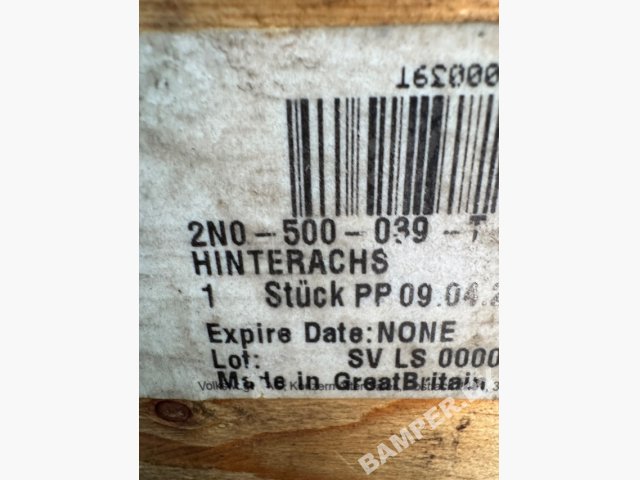 00039T
2N0-500-039-T
HINTERACHS
1 Stück PP 09.04.2
Expire Date:NONE
Lot: SV LS 0000
Made in GreatBritain
BAMPER.